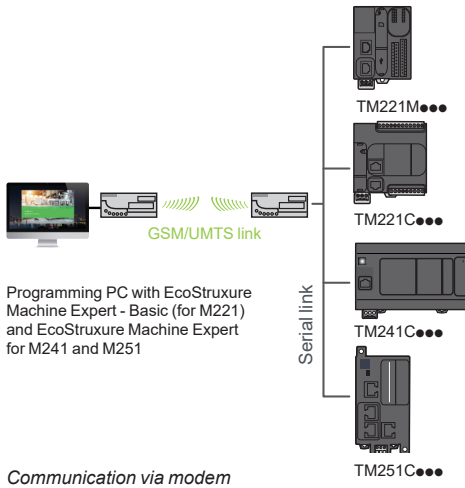 TM221M●●●
TM221C●●●
GSM/UMTS link
Programming PC with EcoStruxure
Machine Expert - Basic (for M221)
and EcoStruxure Machine Expert
for M241 and M251
Serial link
TM241C●●●
TM251C●●●
Communication via modem